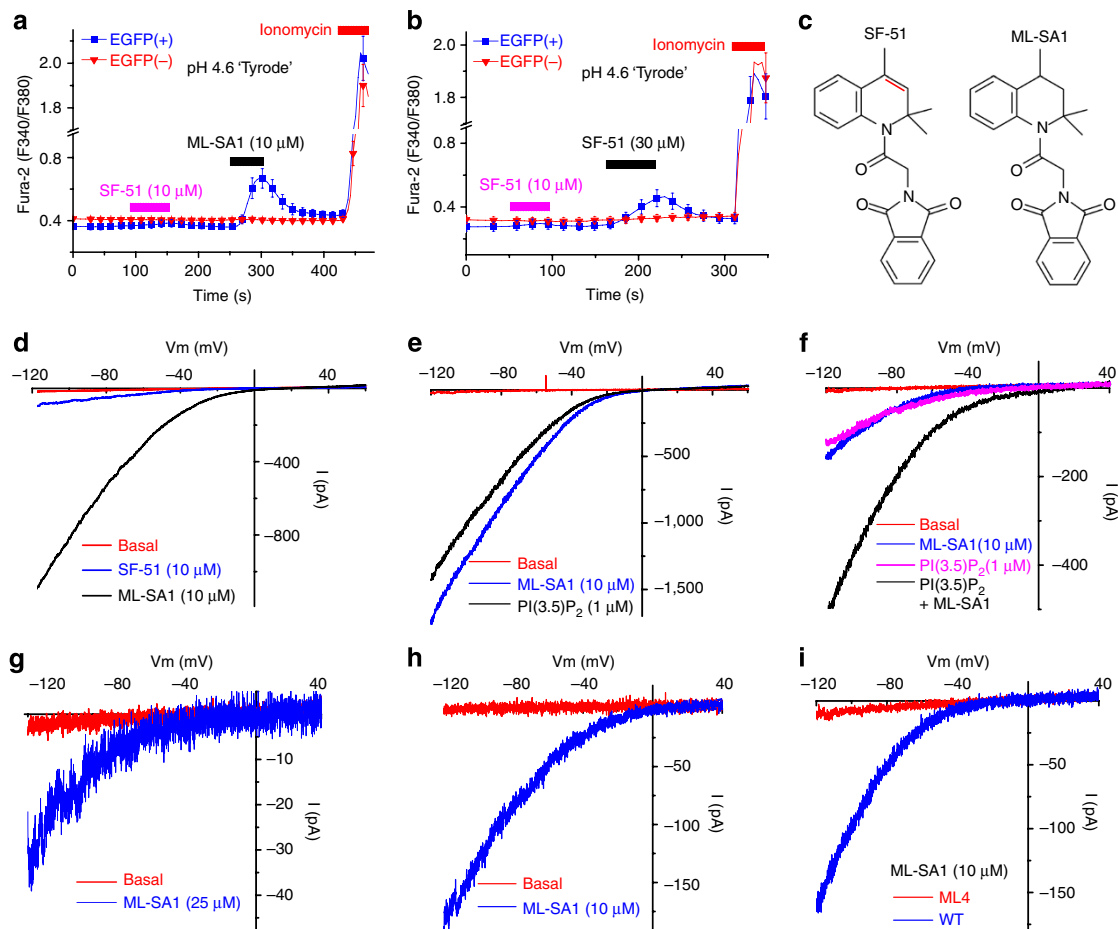 a
Ionomycin
EGFP(+)
EGFP(–)
pH 4.6 'Tyrode'
ML-SA1 (10 µM)
SF-51 (10 µM)
Fura-2 (F340/F380)
2.0
1.6
0.8
0.4
0 100 200 300 400
Time (s)
b
EGFP(+)
EGFP(–)
Ionomycin
pH 4.6 'Tyrode'
SF-51 (30 µM)
SF-51 (10 µM)
Fura-2 (F340/F380)
2.0
1.6
0.8
0.4
0 100 200 300
Time (s)
c
SF-51
ML-SA1
N
O
N
O
O
N
O
N
O
O
d
Vm (mV)
–120 –80 –40 0 40
–400
–800
I (pA)
Basal
SF-51 (10 µM)
ML-SA1 (10 µM)
e
Vm (mV)
–120 –80 –40 0 40
–500
–1,000
–1,500
I (pA)
Basal
ML-SA1 (10 µM)
PI(3.5)P2 (1 µM)
f
Vm (mV)
–120 –80 –40 0 40
–200
–400
I (pA)
Basal
ML-SA1(10 µM)
PI(3.5)P2(1 µM)
PI(3.5)P2
+ ML-SA1
g
Vm (mV)
–120 –80 –40 0 40
–10
–20
–30
–40
I (pA)
Basal
ML-SA1 (25 µM)
h
Vm (mV)
–120 –80 –40 0 40
–50
–100
–150
I (pA)
Basal
ML-SA1 (10 µM)
i
Vm (mV)
–120 –80 –40 0 40
–50
–100
–150
I (pA)
ML-SA1 (10 µM)
ML4
WT